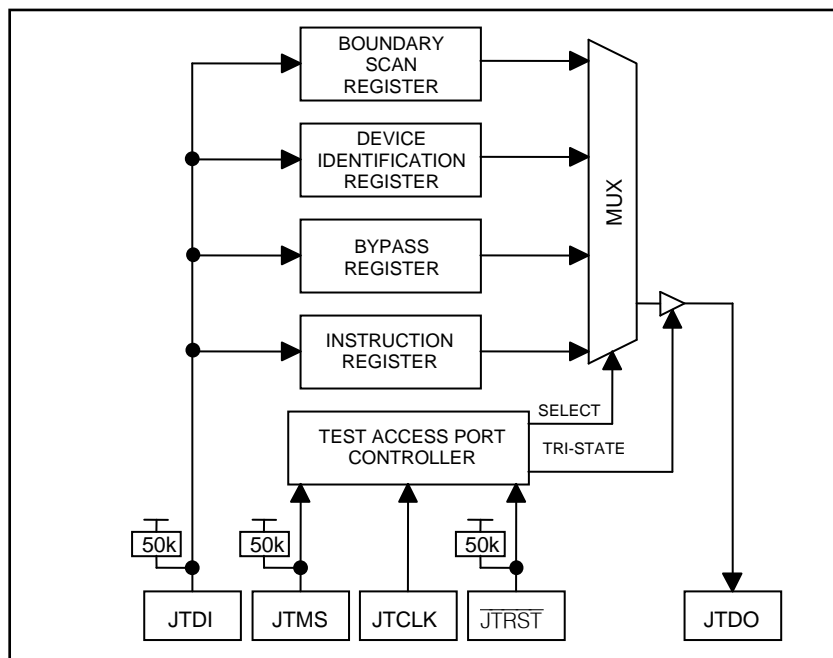 BOUNDARY
SCAN
REGISTER
DEVICE
IDENTIFICATION
REGISTER
BYPASS
REGISTER
INSTRUCTION
REGISTER
MUX
SELECT
TEST ACCESS PORT
CONTROLLER
TRI-STATE
50k
50k
50k
JTDI
JTMS
JTCLK
JTRST
JTDO